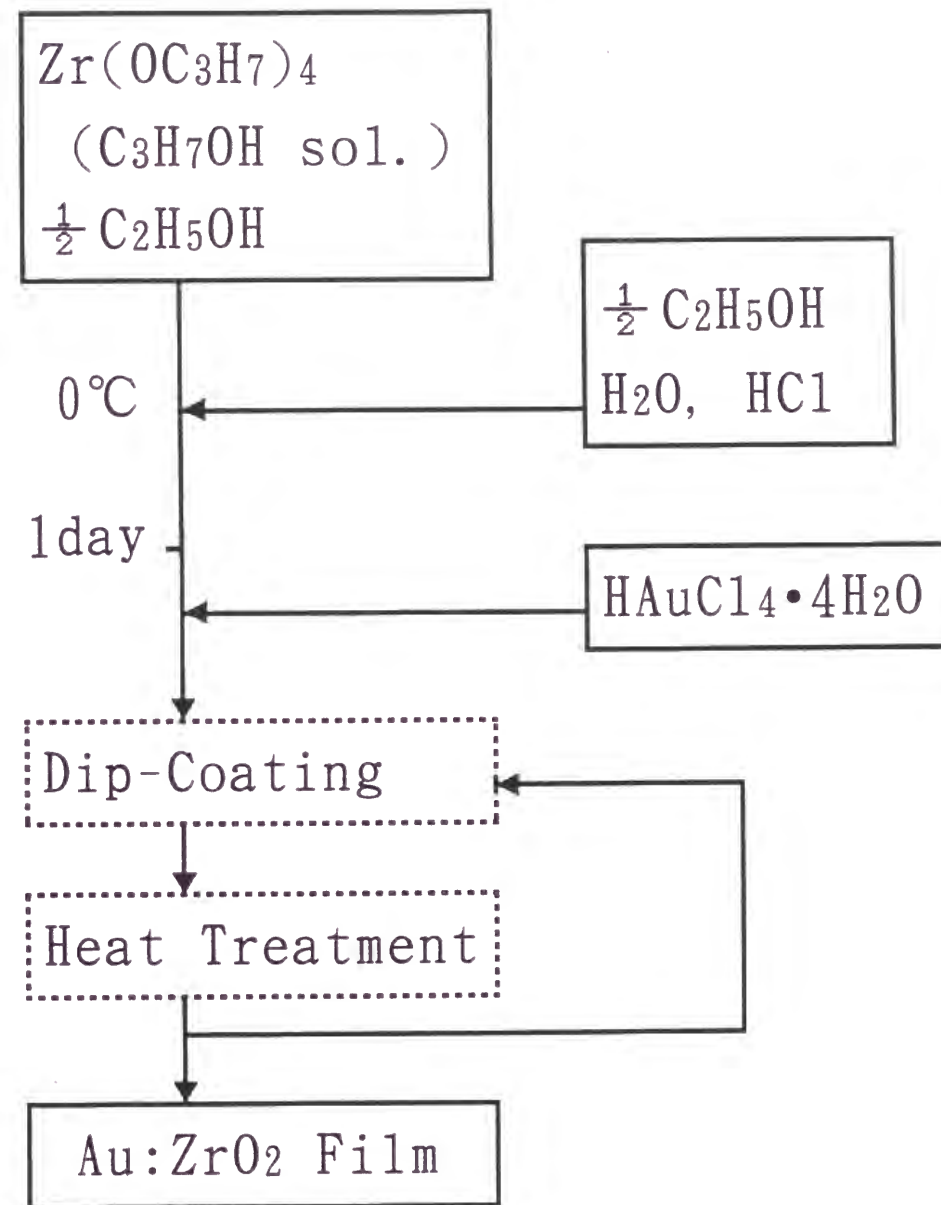 Zr(OC3H7)4
(C3H7OH sol.)
1/2 C2H5OH
1/2 C2H5OH
H2O, HCl
0℃
1day
HAuCl4•4H2O
Dip-Coating
Heat Treatment
Au:ZrO2 Film